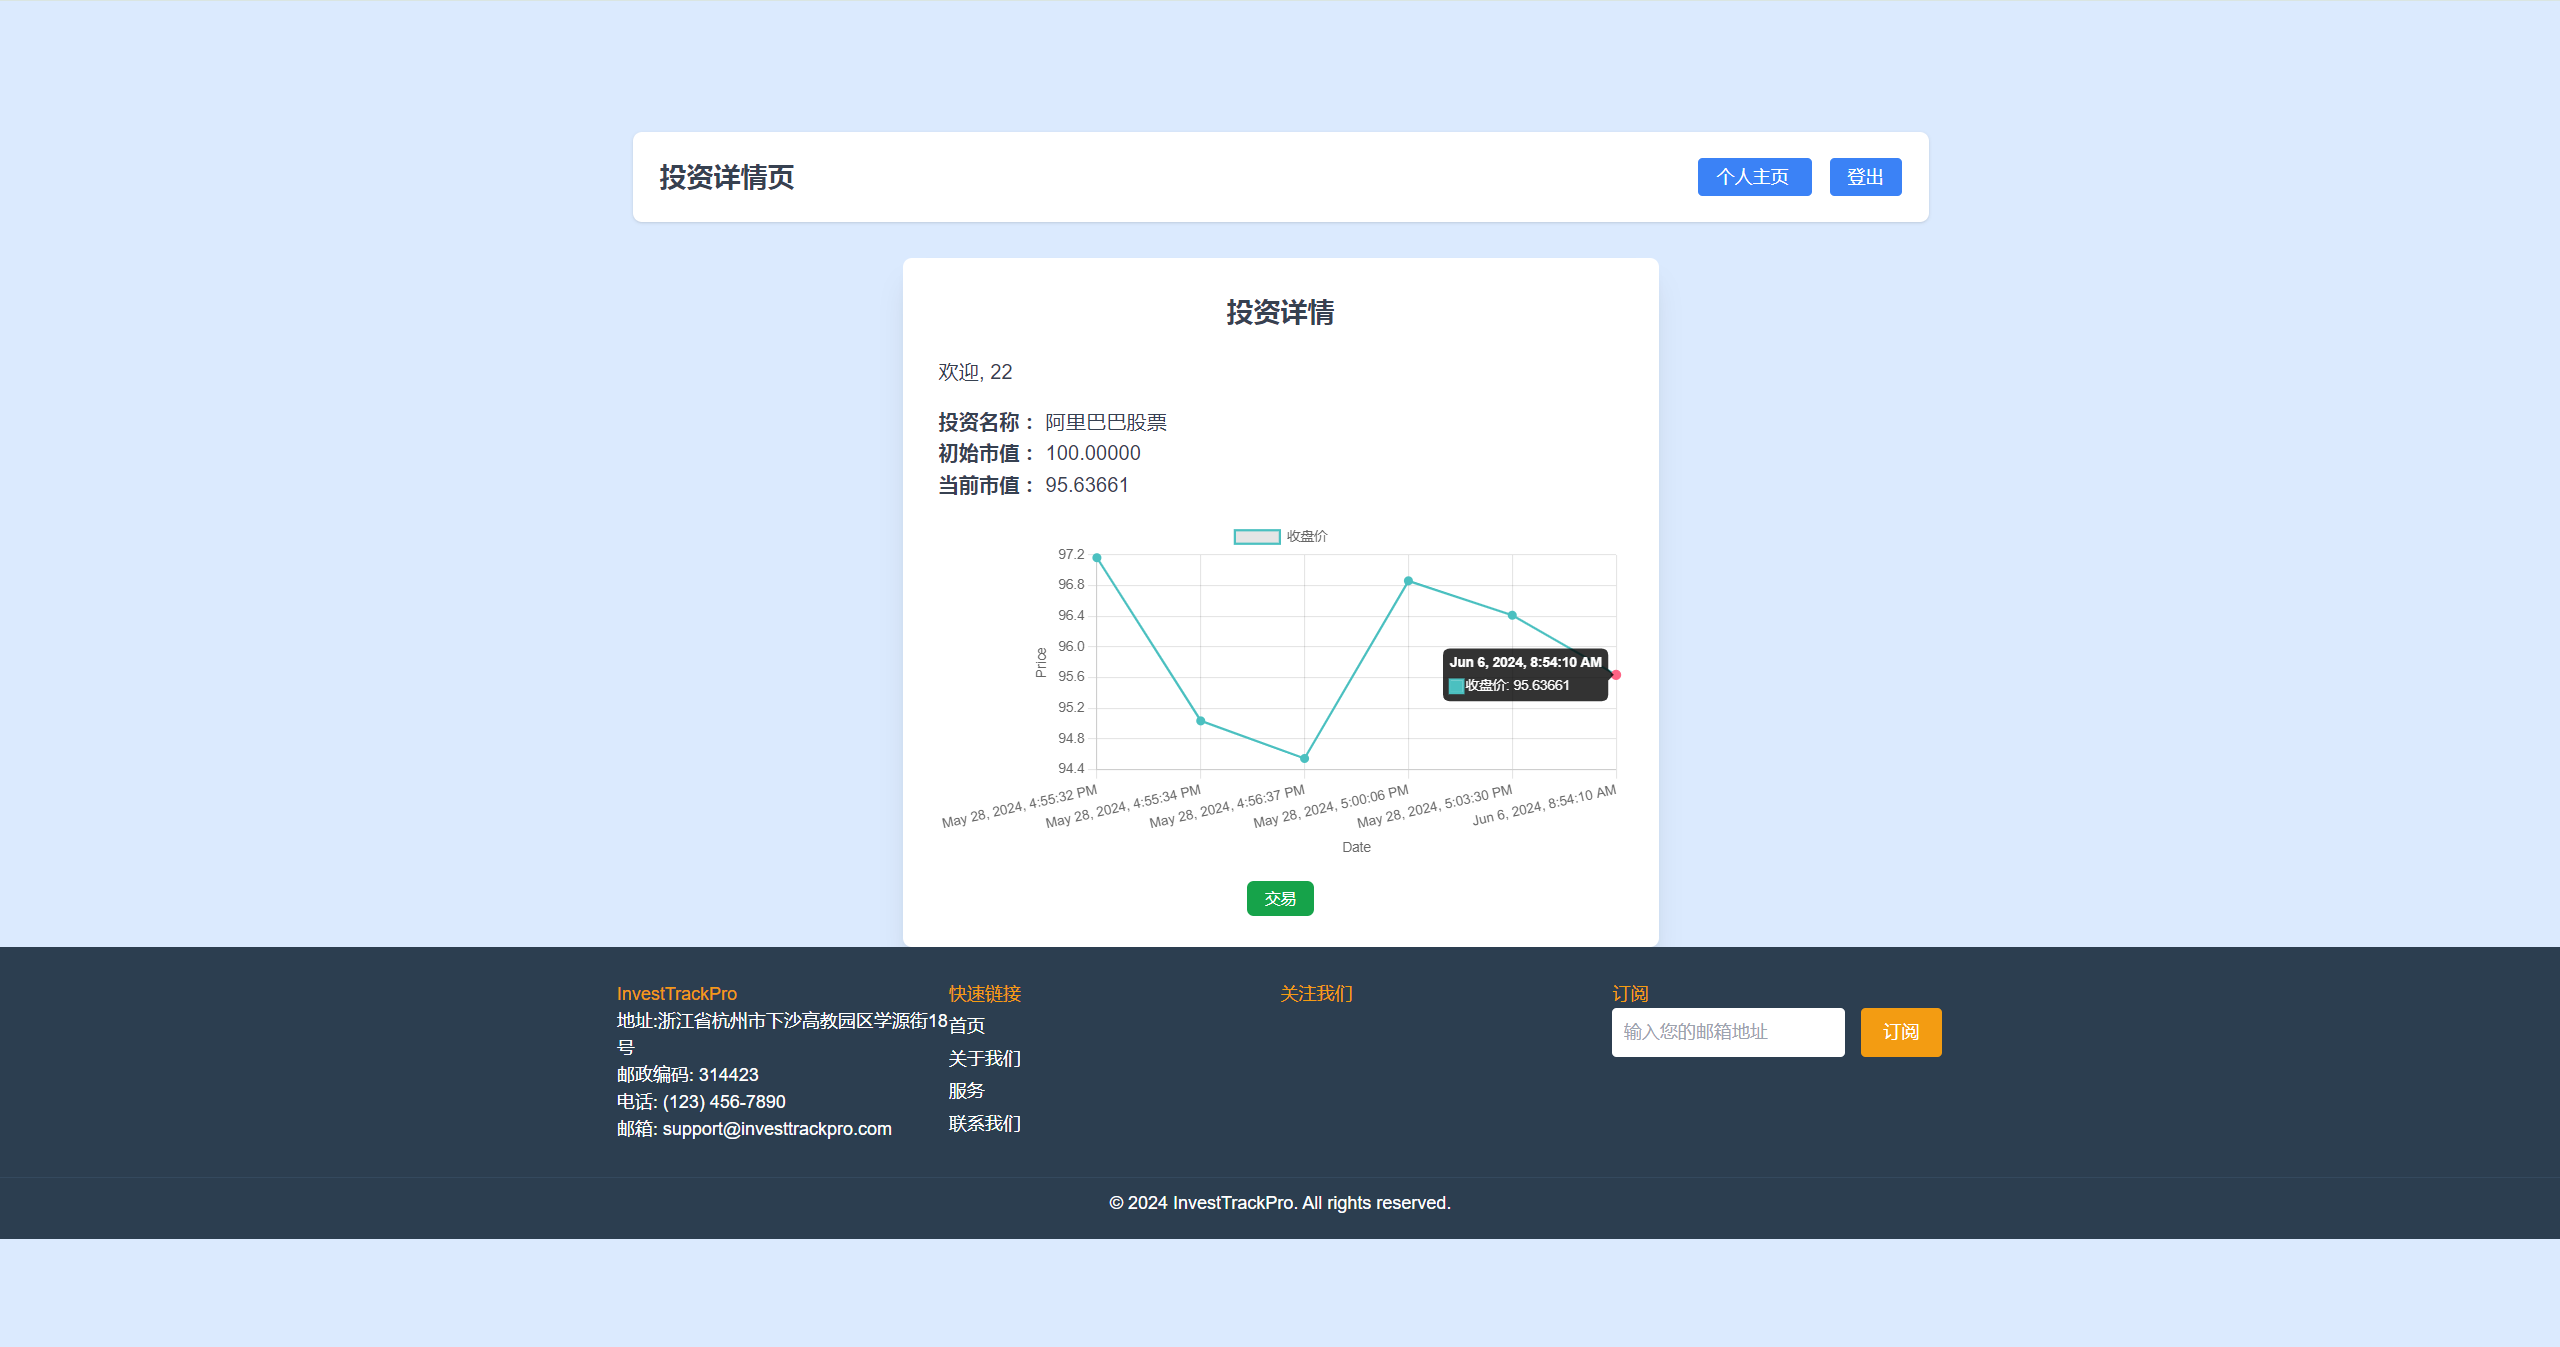 投资详情页
个人主页
登出
投资详情
欢迎, 22
投资名称： 阿里巴巴股票
初始市值： 100.00000
当前市值： 95.63661
收盘价
97.2
96.8
96.4
96.0
95.6
95.2
94.8
94.4
Price
Jun 6, 2024, 8:54:10 AM
收盘价: 95.63661
May 28, 2024, 4:55:32 PM
May 28, 2024, 4:55:34 PM
May 28, 2024, 4:56:37 PM
May 28, 2024, 5:00:06 PM
May 28, 2024, 5:03:30 PM
Jun 6, 2024, 8:54:10 AM
Date
交易
InvestTrackPro
地址:浙江省杭州市下沙高教园区学源街18
号
邮政编码: 314423
电话: (123) 456-7890
邮箱: support@investtrackpro.com
快速链接
首页
关于我们
服务
联系我们
关注我们
订阅
输入您的邮箱地址
订阅
© 2024 InvestTrackPro. All rights reserved.